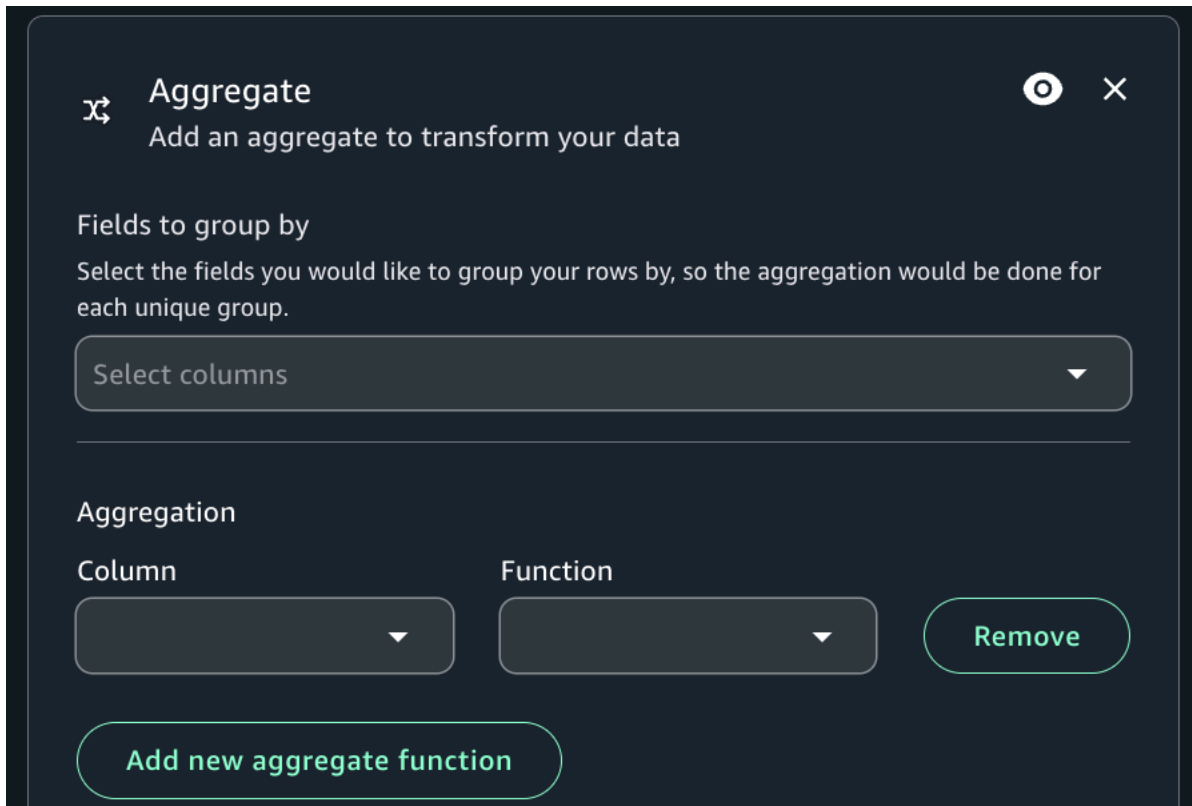 Aggregate
Add an aggregate to transform your data
Fields to group by
Select the fields you would like to group your rows by, so the aggregation would be done for
each unique group.
Select columns
Aggregation
Column Function
Remove
Add new aggregate function